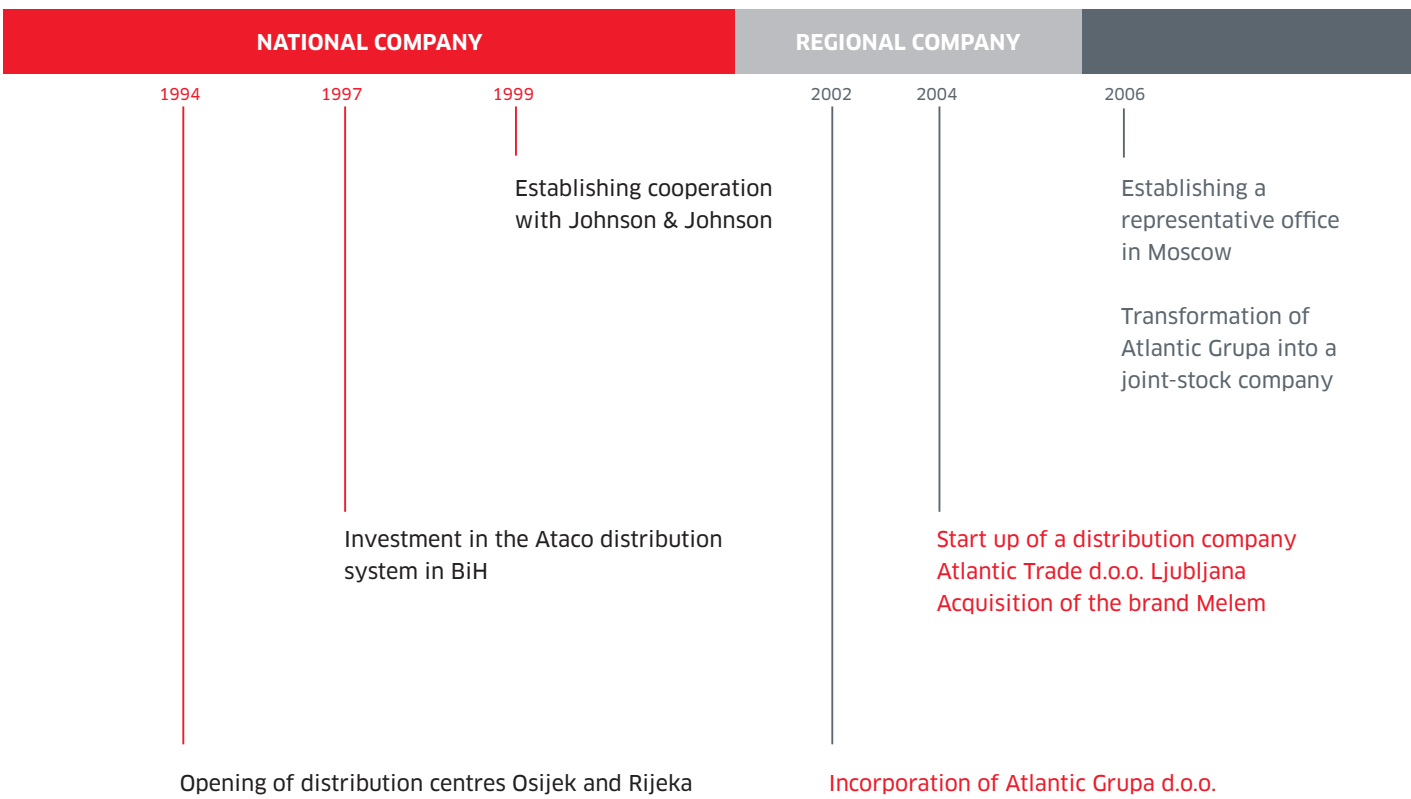 NATIONAL COMPANY
REGIONAL COMPANY
1994
1997
1999
2002
2004
2006
Establishing cooperation
with Johnson & Johnson
Establishing a
representative office
in Moscow
Transformation of
Atlantic Grupa into a
joint-stock company
Investment in the Ataco distribution
system in BiH
Start up of a distribution company
Atlantic Trade d.o.o. Ljubljana
Acquisition of the brand Melem
Opening of distribution centres Osijek and Rijeka
Incorporation of Atlantic Grupa d.o.o.